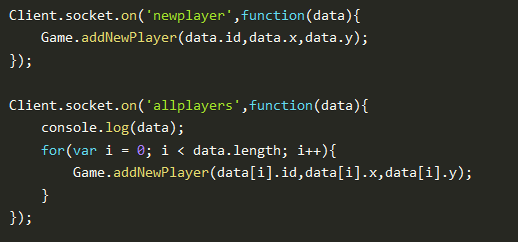 Client.socket.on('newplayer',function(data){
    Game.addNewPlayer(data.id,data.x,data.y);
});

Client.socket.on('allplayers',function(data){
    console.log(data);
    for(var i = 0; i < data.length; i++){
        Game.addNewPlayer(data[i].id,data[i].x,data[i].y);
    }
});